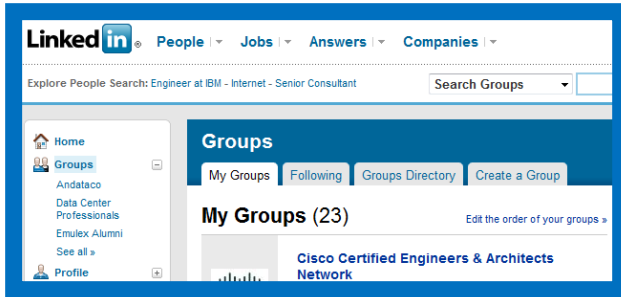 Linked in ® People Jobs Answers Companies
Explore People Search: Engineer at IBM - Internet - Senior Consultant Search Groups
Home
Groups
Andataco
Data Center
Professionals
Emulex Alumni
See all »
Profile
Groups
My Groups Following Groups Directory Create a Group
My Groups (23) Edit the order of your groups »
Cisco Certified Engineers & Architects
Network